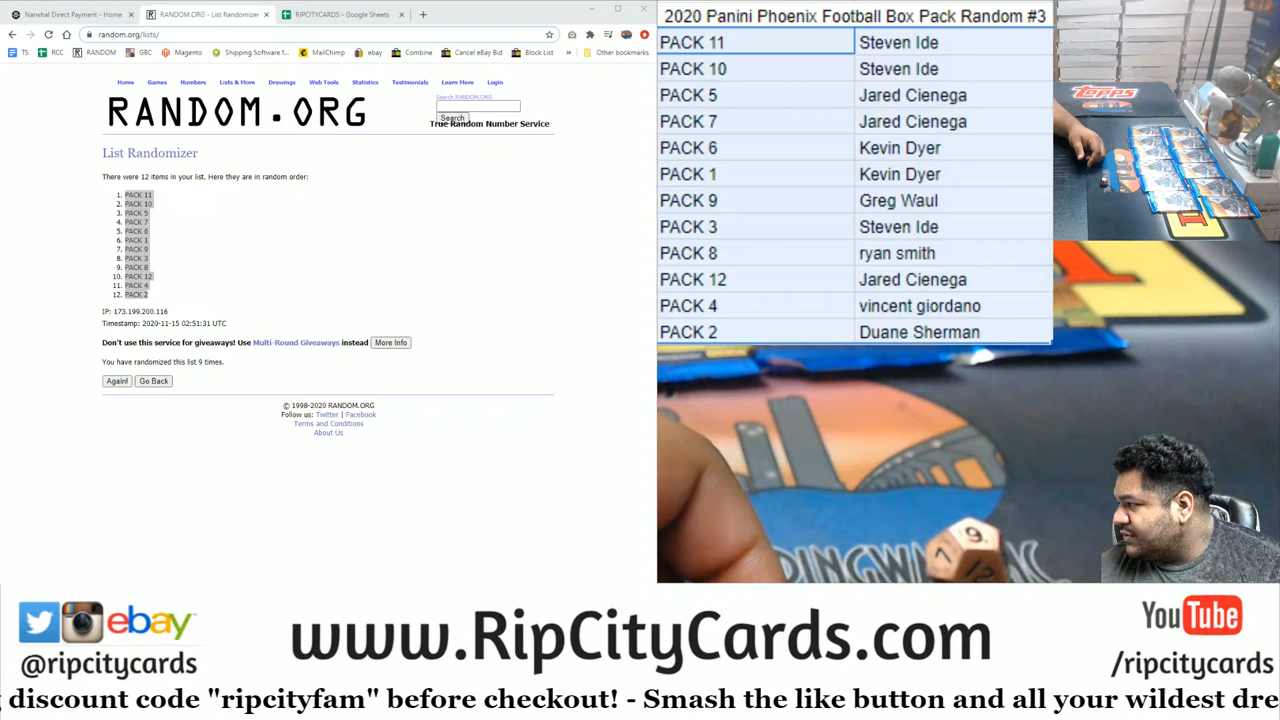 Narwhal Direct Payment - Home
RANDOM.ORG - List Randomizer
RIPCITYCARDS - Google Sheets
random.org/lists/
TS RCC RANDOM GBC Magento Shipping Software f... MailChimp ebay Combine Cancel eBay Bid Block List Other bookmarks
Home Games Numbers Lists & More Drawings Web Tools Statistics Testimonials Learn More Login
RANDOM.ORG
Search RANDOM.ORG
Search
True Random Number Service
List Randomizer
There were 12 items in your list. Here they are in random order:
1. PACK 11
2. PACK 10
3. PACK 5
4. PACK 7
5. PACK 6
6. PACK 1
7. PACK 9
8. PACK 3
9. PACK 8
10. PACK 12
11. PACK 4
12. PACK 2
IP: 173.199.200.116
Timestamp: 2020-11-15 02:51:31 UTC
Don't use this service for giveaways! Use Multi-Round Giveaways instead More Info
You have randomized this list 9 times.
Again! Go Back
© 1998-2020 RANDOM.ORG
Follow us: Twitter | Facebook
Terms and Conditions
About Us
2020 Panini Phoenix Football Box Pack Random #3
PACK 11 Steven Ide
PACK 10 Steven Ide
PACK 5 Jared Cienega
PACK 7 Jared Cienega
PACK 6 Kevin Dyer
PACK 1 Kevin Dyer
PACK 9 Greg Waul
PACK 3 Steven Ide
PACK 8 ryan smith
PACK 12 Jared Cienega
PACK 4 vincent giordano
PACK 2 Duane Sherman
Topps
9.
7
12
ebay
@ripcitycards
www.RipCityCards.com
YouTube
/ripcitycards
discount code "ripcityfam" before checkout! - Smash the like button and all your wildest dre